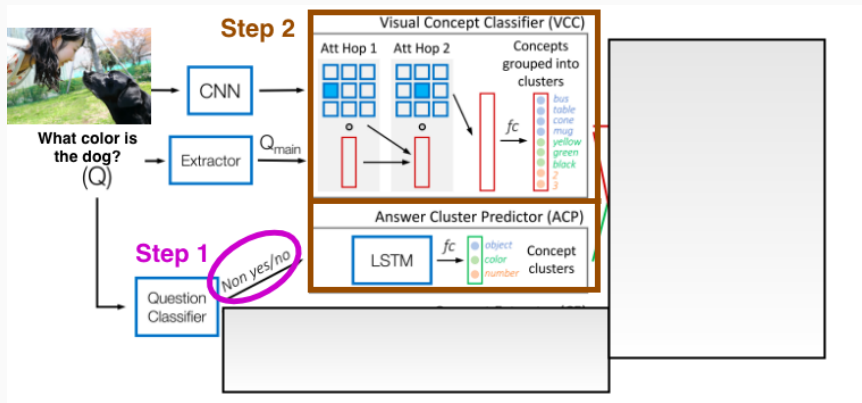 Step 2
Visual Concept Classifier (VCC)
Att Hop 1
Att Hop 2
Concepts
grouped into
clusters
CNN
bus
table
cone
mug
yellow
green
black
2
3
fc
What color is
the dog?
(Q)
Extractor
Qmain
Answer Cluster Predictor (ACP)
Step 1
Non yes/no
LSTM
fc
object
color
number
Concept
clusters
Question
Classifier